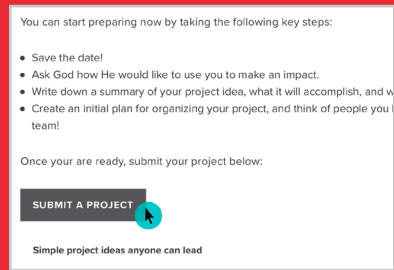 You can start preparing now by taking the following key steps:
• Save the date!
• Ask God how He would like to use you to make an impact.
• Write down a summary of your project idea, what it will accomplish, and
• Create an initial plan for organizing your project, and think of people you
team!
Once your are ready, submit your project below:
SUBMIT A PROJECT
Simple project ideas anyone can lead